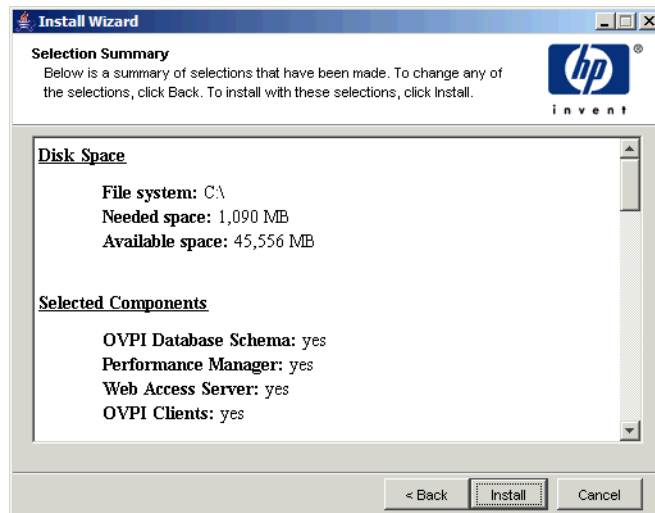 Install Wizard
Selection Summary
Below is a summary of selections that have been made. To change any of
the selections, click Back. To install with these selections, click Install.
hp®
invent
Disk Space
File system: C:\
Needed space: 1,090 MB
Available space: 45,556 MB
Selected Components
OVPI Database Schema: yes
Performance Manager: yes
Web Access Server: yes
OVPI Clients: yes
< Back Install Cancel